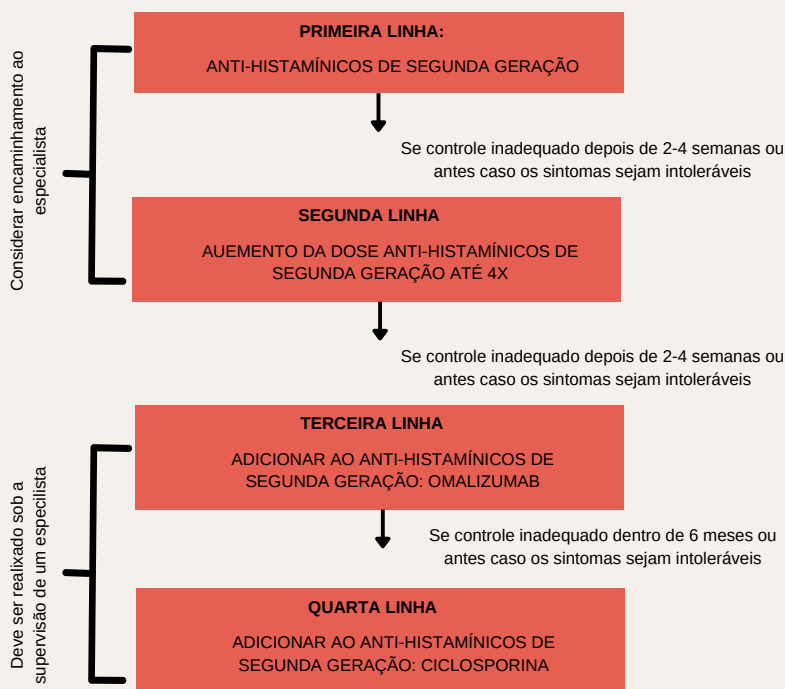 Considerar encaminhamento ao
especialista
PRIMEIRA LINHA:
ANTI-HISTAMÍNICOS DE SEGUNDA GERAÇÃO
Se controle inadequado depois de 2-4 semanas ou
antes caso os sintomas sejam intoleráveis
SEGUNDA LINHA
AUEMENTO DA DOSE ANTI-HISTAMÍNICOS DE
SEGUNDA GERAÇÃO ATÉ 4X
Se controle inadequado depois de 2-4 semanas ou
antes caso os sintomas sejam intoleráveis
Deve ser realixado sob a
supervisão de um especilista
TERCEIRA LINHA
ADICIONAR AO ANTI-HISTAMÍNICOS DE
SEGUNDA GERAÇÃO: OMALIZUMAB
Se controle inadequado dentro de 6 meses ou
antes caso os sintomas sejam intoleráveis
QUARTA LINHA
ADICIONAR AO ANTI-HISTAMÍNICOS DE
SEGUNDA GERAÇÃO: CICLOSPORINA